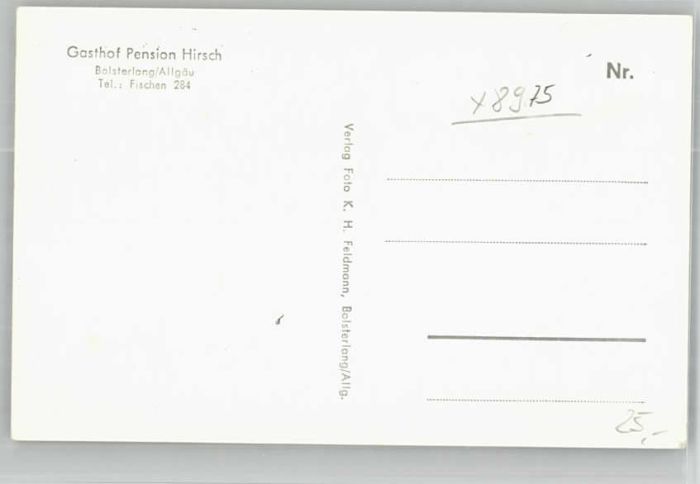 Gasthof Pension Hirsch
Bolsterlang/Allgäu
Tel.: Fischen 284
Nr.
x8975
Verlag Foto K. H. Feldmann, Bolsterlang/Allg.
25,-